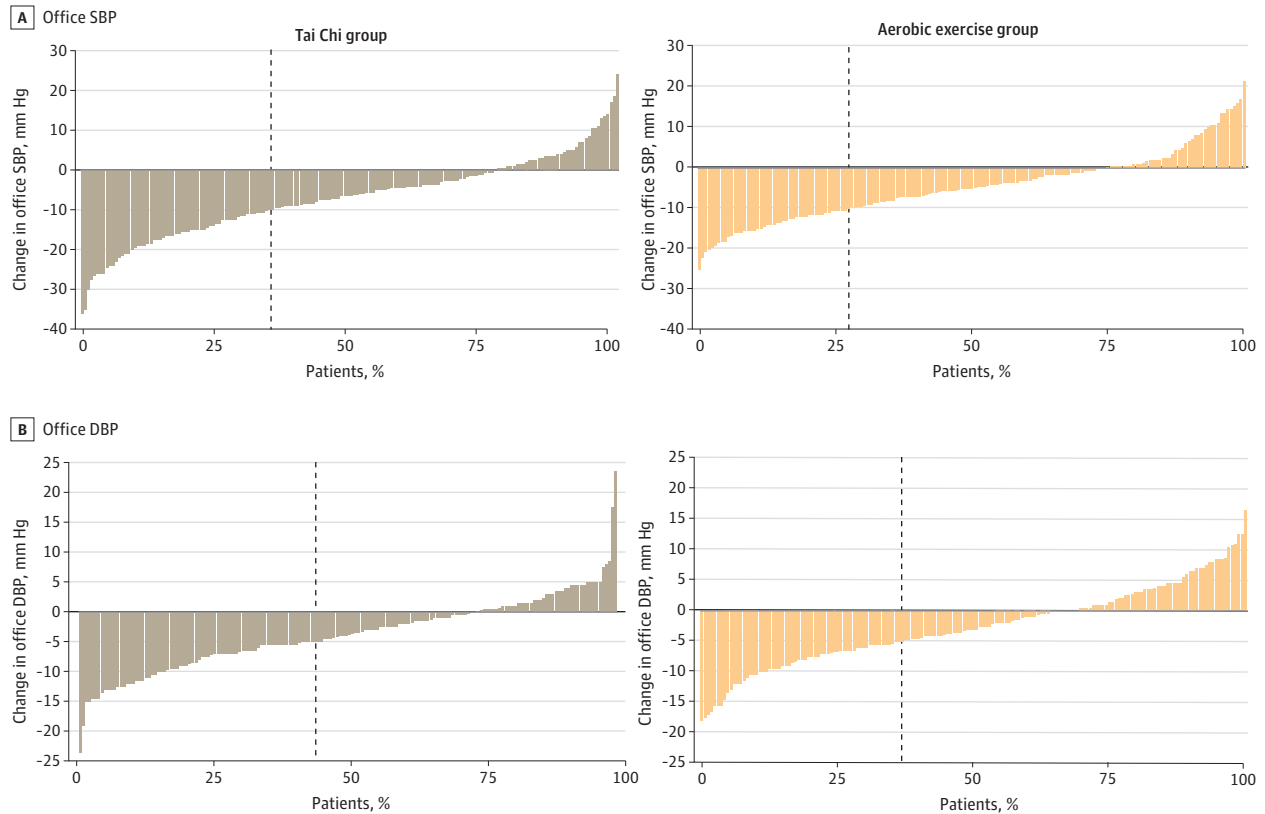 A Office SBP
Tai Chi group
Change in office SBP, mm Hg
30
20
10
0
-10
-20
-30
-40
0 25 50 75 100
Patients, %
Aerobic exercise group
Change in office SBP, mm Hg
30
20
10
0
-10
-20
-30
-40
0 25 50 75 100
Patients, %
B Office DBP
Change in office DBP, mm Hg
25
20
15
10
5
0
-5
-10
-15
-20
-25
0 25 50 75 100
Patients, %
Change in office DBP, mm Hg
25
20
15
10
5
0
-5
-10
-15
-20
-25
0 25 50 75 100
Patients, %